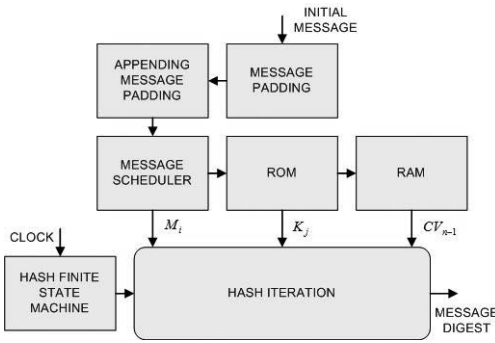 INITIAL
MESSAGE
APPENDING
MESSAGE
PADDING
MESSAGE
PADDING
MESSAGE
SCHEDULER
ROM
RAM
M_i
K_j
CV_{n-1}
CLOCK
HASH FINITE
STATE
MACHINE
HASH ITERATION
MESSAGE
DIGEST